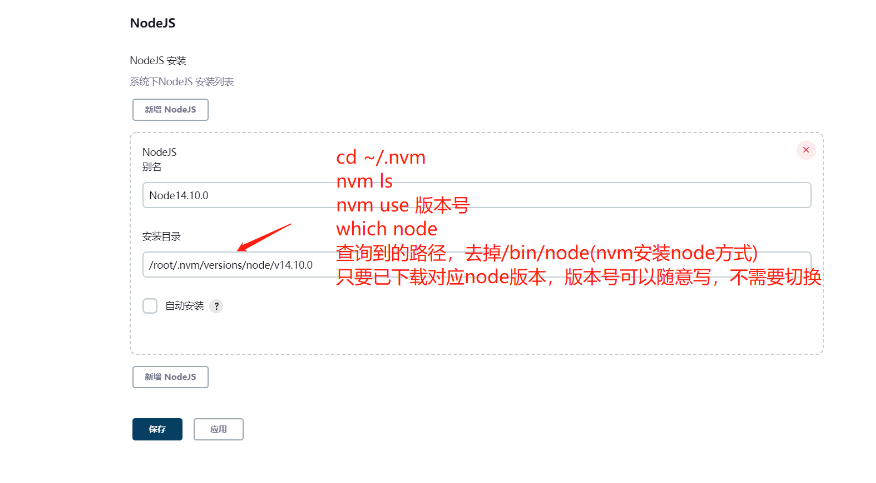 NodeJS
NodeJS 安装
系统下NodeJS 安装列表
新增 NodeJS
NodeJS
别名
Node14.10.0
安装目录
/root/.nvm/versions/node/v14.10.0
自动安装 ?
cd ~/.nvm
nvm ls
nvm use 版本号
which node
查询到的路径，去掉/bin/node(nvm安装node方式)
只要已下载对应node版本，版本号可以随意写，不需要切换
新增 NodeJS
保存
应用